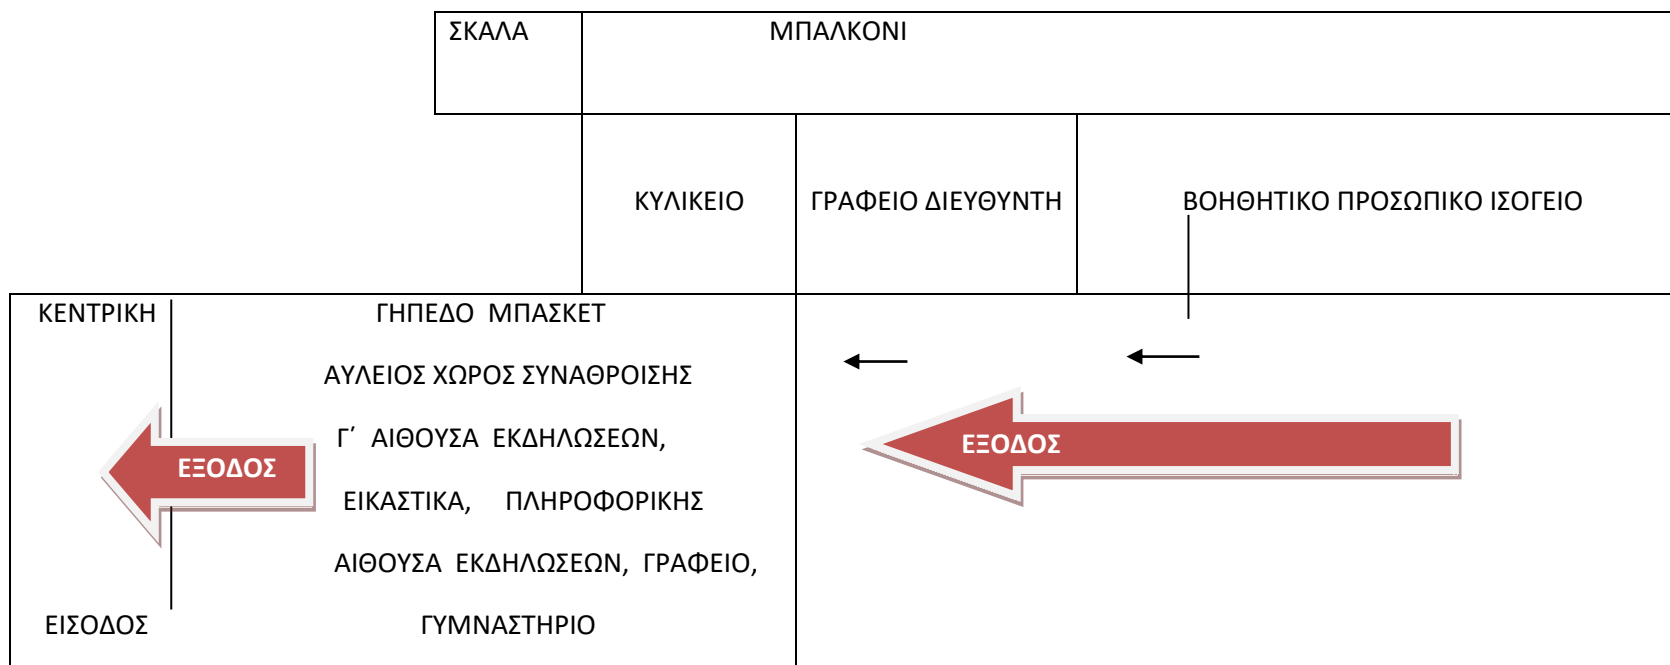 ΣΚΑΛΑ ΜΠΑΛΚΟΝΙ
ΚΥΛΙΚΕΙΟ ΓΡΑΦΕΙΟ ΔΙΕΥΘΥΝΤΗ ΒΟΗΘΗΤΙΚΟ ΠΡΟΣΩΠΙΚΟ ΙΣΟΓΕΙΟ
ΚΕΝΤΡΙΚΗ ΓΗΠΕΔΟ ΜΠΑΣΚΕΤ
ΑΥΛΕΙΟΣ ΧΩΡΟΣ ΣΥΝΑΘΡΟΙΣΗΣ
Γ΄ ΑΙΘΟΥΣΑ ΕΚΔΗΛΩΣΕΩΝ,
ΕΞΟΔΟΣ
ΕΞΟΔΟΣ
ΕΙΚΑΣΤΙΚΑ, ΠΛΗΡΟΦΟΡΙΚΗΣ
ΑΙΘΟΥΣΑ ΕΚΔΗΛΩΣΕΩΝ, ΓΡΑΦΕΙΟ,
ΕΙΣΟΔΟΣ ΓΥΜΝΑΣΤΗΡΙΟ